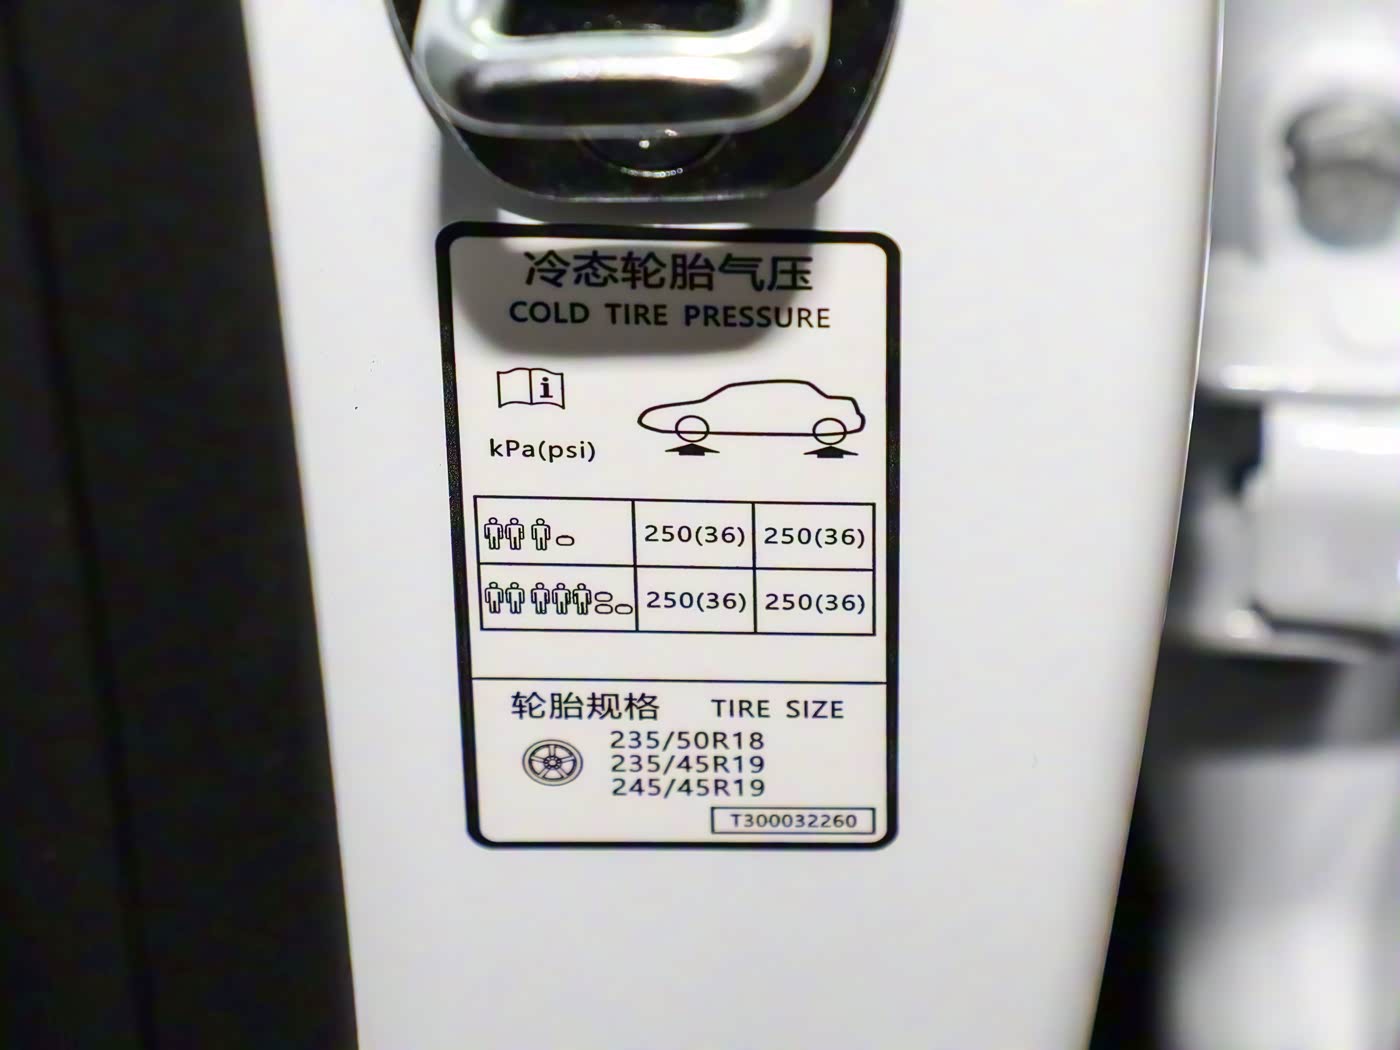 冷态轮胎气压
COLD TIRE PRESSURE
i
kPa(psi)
250(36) 250(36)
250(36) 250(36)
轮胎规格 TIRE SIZE
235/50R18
235/45R19
245/45R19
T300032260